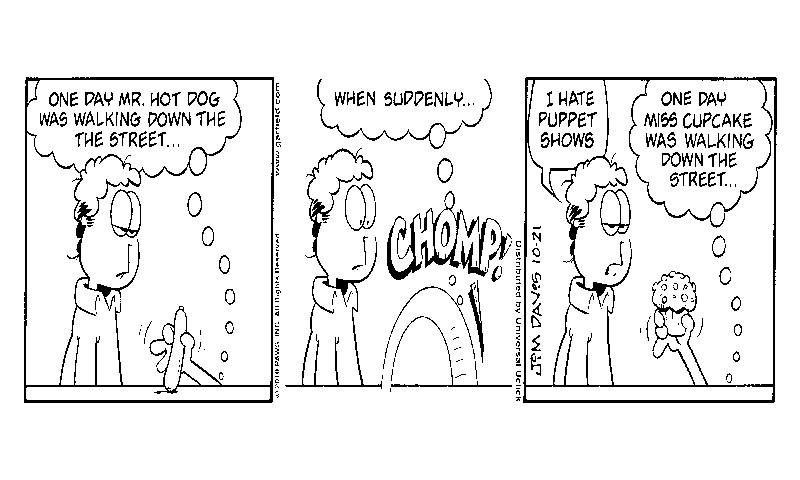 ONE DAY MR. HOT DOG
WAS WALKING DOWN THE
THE STREET...
www.garfield.com
©2010 PAWS, INC. All Rights Reserved.
WHEN SUDDENLY...
CHOMP!
Distributed by Universal Uclick
JIM DAVIS 10-21
I HATE
PUPPET
SHOWS
ONE DAY
MISS CUPCAKE
WAS WALKING
DOWN THE
STREET...